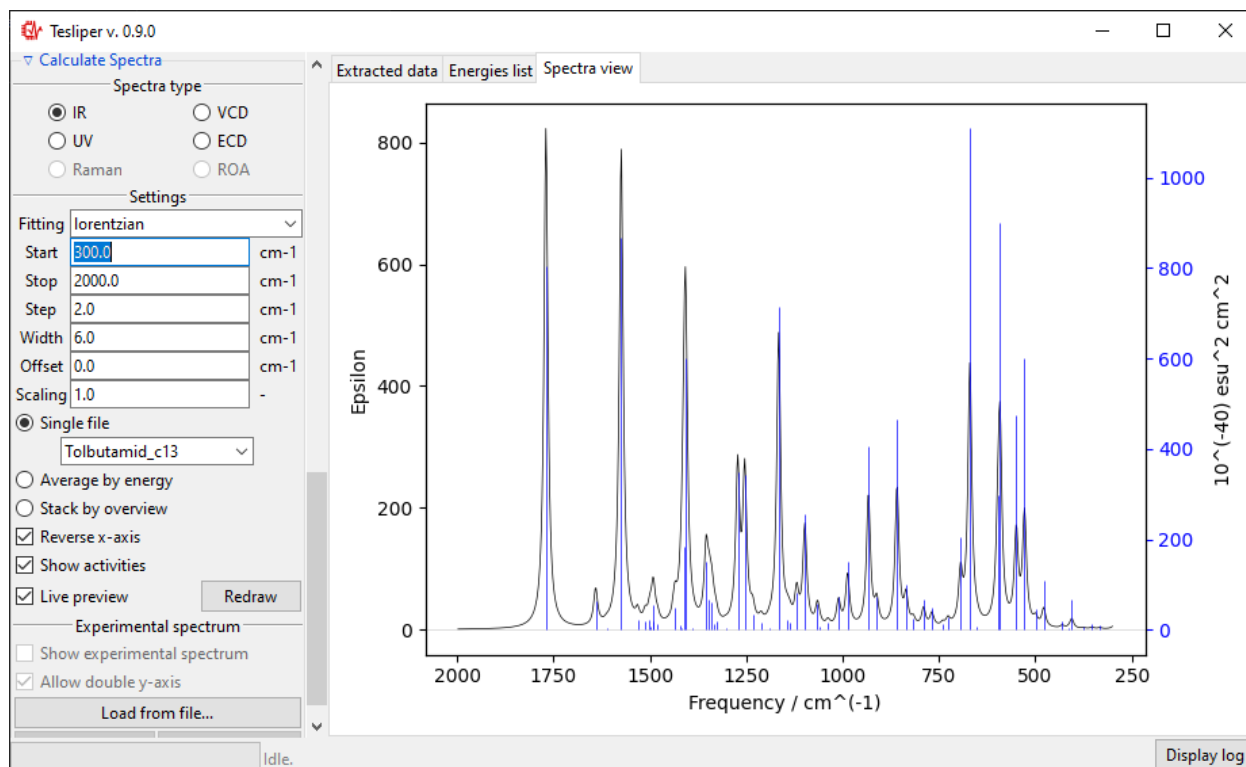 Tesliper v. 0.9.0
▽ Calculate Spectra
Spectra type
IR VCD
UV ECD
Raman ROA
Settings
Fitting lorentzian
Start 300.0 cm-1
Stop 2000.0 cm-1
Step 2.0 cm-1
Width 6.0 cm-1
Offset 0.0 cm-1
Scaling 1.0 -
Single file
Tolbutamid_c13
Average by energy
Stack by overview
Reverse x-axis
Show activities
Live preview Redraw
Experimental spectrum
Show experimental spectrum
Allow double y-axis
Load from file...
Idle.
Extracted data Energies list Spectra view
800
600
400
200
0
Epsilon
2000 1750 1500 1250 1000 750 500 250
Frequency / cm^(-1)
1000
800
600
400
200
0
10^(-40) esu^2 cm^2
Display log